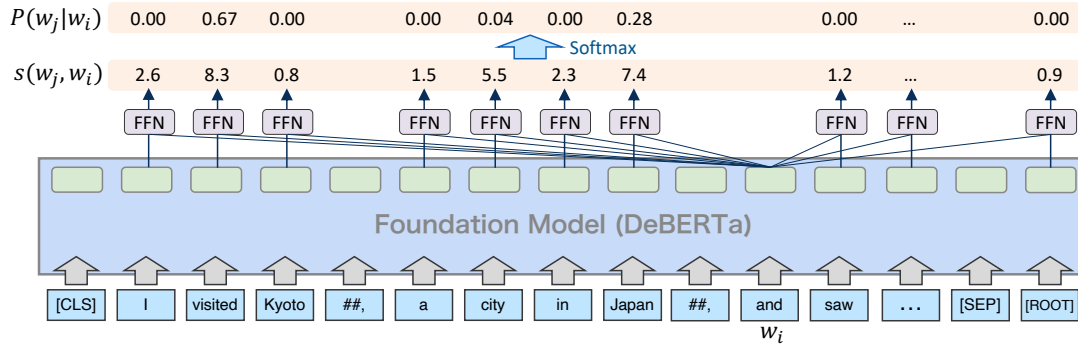 P(w_j|w_i) 0.00 0.67 0.00 0.00 0.04 0.00 0.28 0.00 ... 0.00
Softmax
s(w_j, w_i) 2.6 8.3 0.8 1.5 5.5 2.3 7.4 1.2 ... 0.9
FFN FFN FFN FFN FFN FFN FFN FFN FFN FFN
Foundation Model (DeBERTa)
[CLS] I visited Kyoto ##, a city in Japan ##, and saw ... [SEP] [ROOT]
w_i